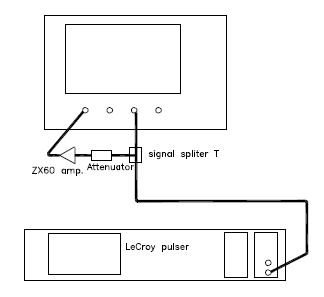 signal spliter T
ZX60 amp.
Attenuator
LeCroy pulser